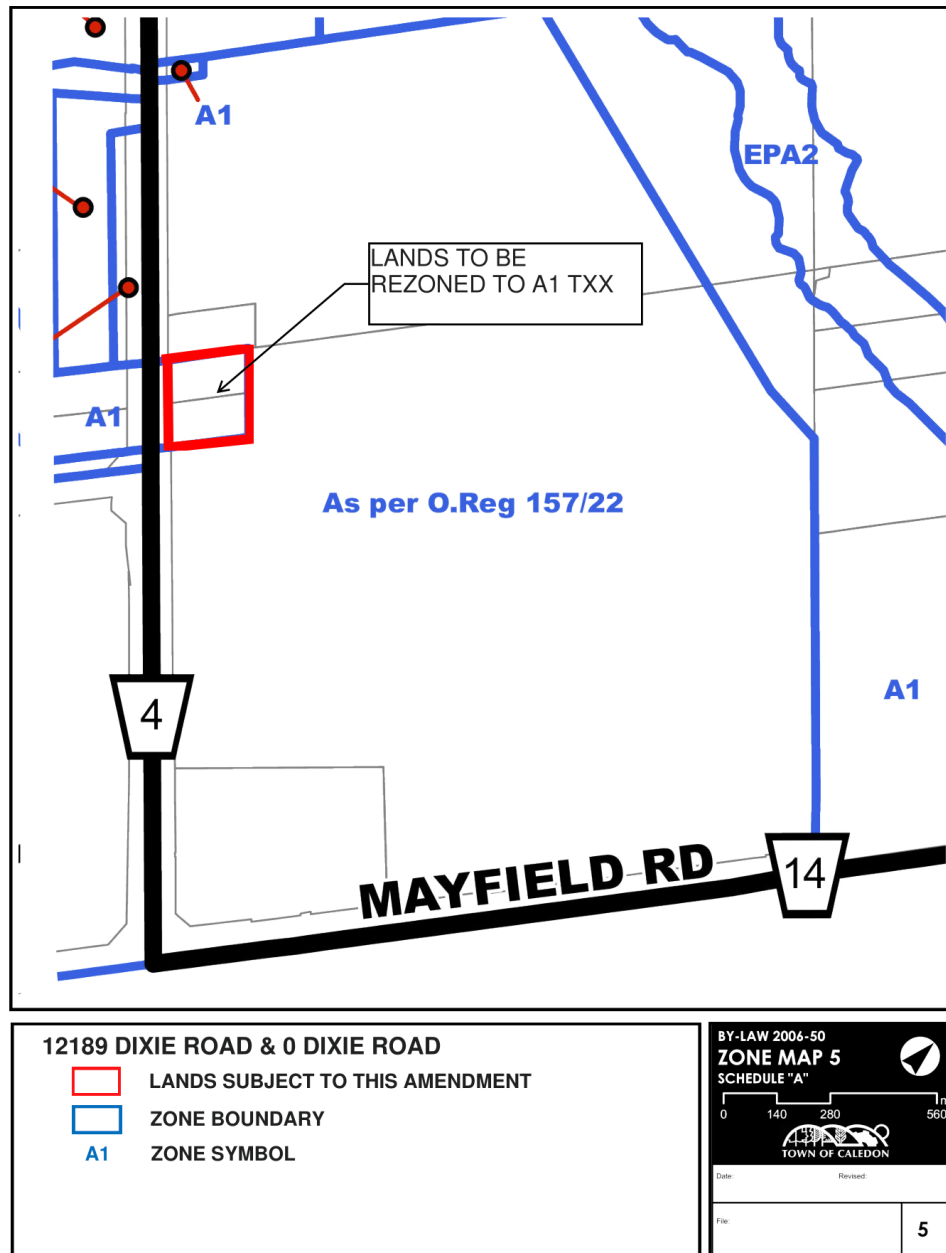 A1
EPA2
LANDS TO BE
REZONED TO A1 TXX
A1
As per O.Reg 157/22
A1
4
MAYFIELD RD
14
12189 DIXIE ROAD & 0 DIXIE ROAD
LANDS SUBJECT TO THIS AMENDMENT
ZONE BOUNDARY
A1 ZONE SYMBOL
BY-LAW 2006-50
ZONE MAP 5
SCHEDULE "A"
m
0 140 280 560
TOWN OF CALEDON
Date: Revised:
File:
5